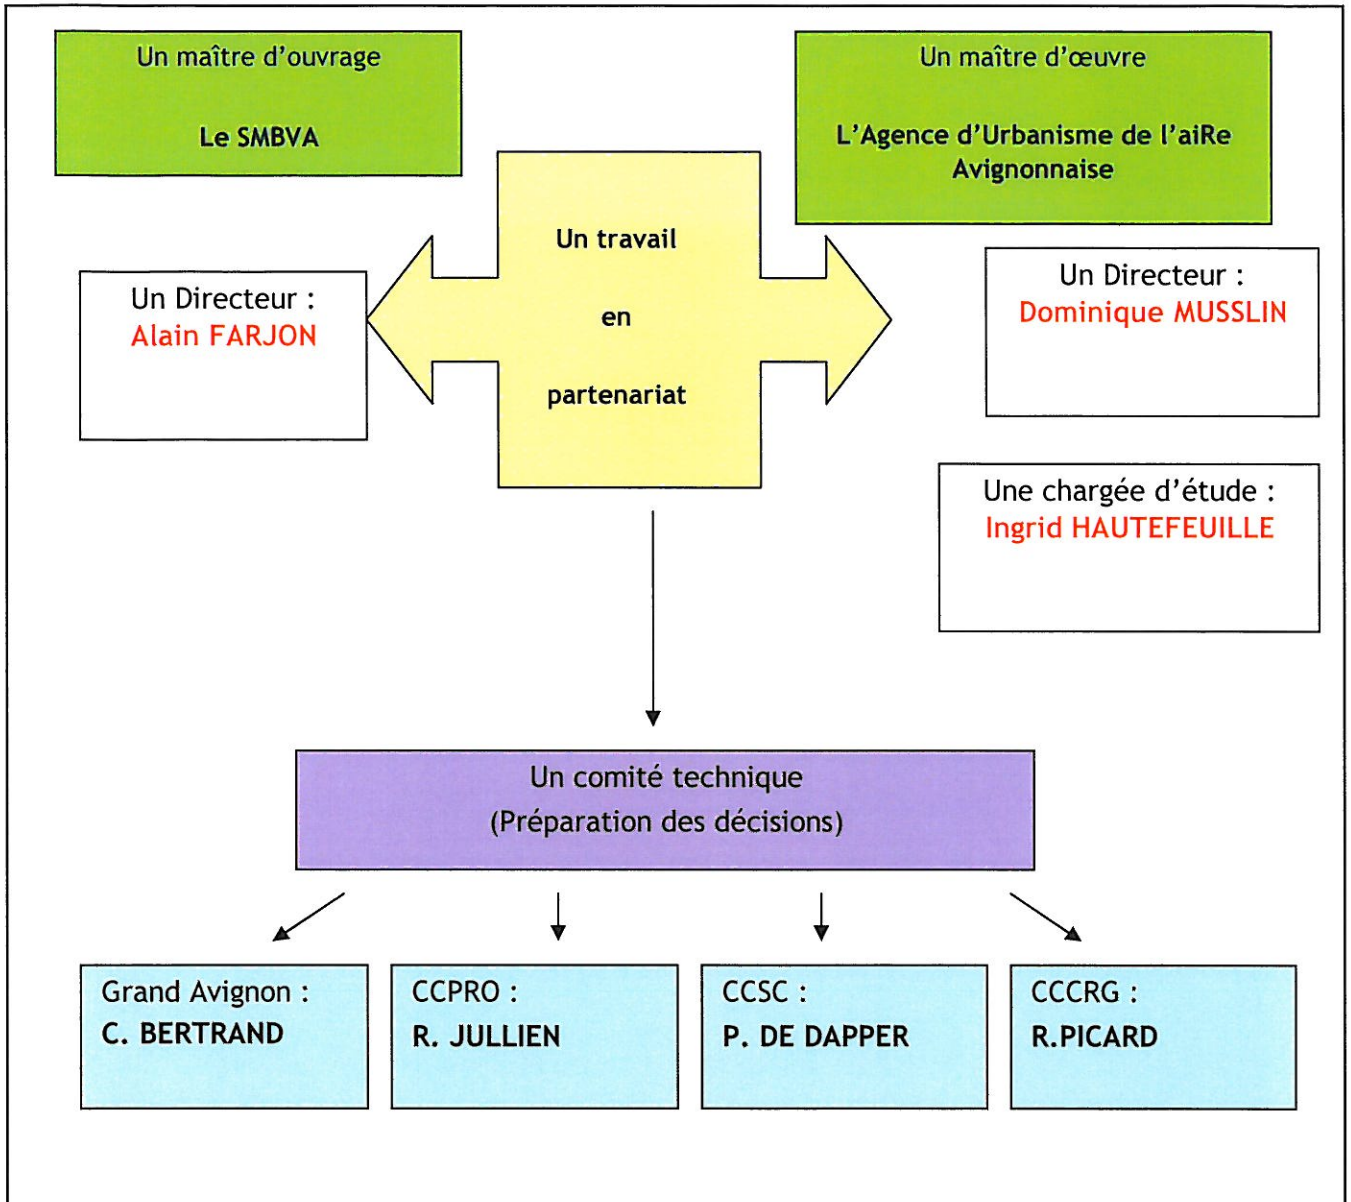 Un maître d'ouvrage
Le SMBVA
Un maître d'œuvre
L'Agence d'Urbanisme de l'aiRe
Avignonnaise
Un travail
en
partenariat
Un Directeur :
Alain FARJON
Un Directeur :
Dominique MUSSLIN
Une chargée d'étude :
Ingrid HAUTEFEUILLE
Un comité technique
(Préparation des décisions)
Grand Avignon :
C. BERTRAND
CCPRO :
R. JULLIEN
CCSC :
P. DE DAPPER
CCCRG :
R.PICARD